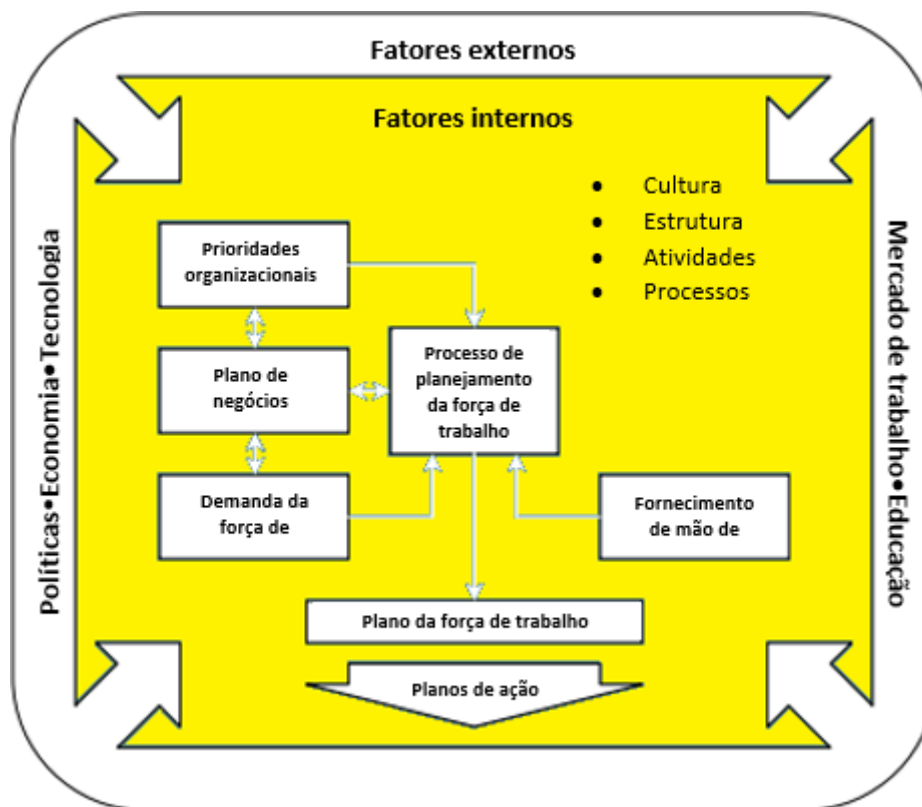 Fatores externos
Fatores internos
• Cultura
• Estrutura
• Atividades
• Processos
Políticas•Economia•Tecnologia
Mercado de trabalho•Educação
Prioridades
organizacionais
Plano de
negócios
Processo de
planejamento
da força de
trabalho
Demanda da
força de
Fornecimento
de mão de
Plano da força de trabalho
Planos de ação